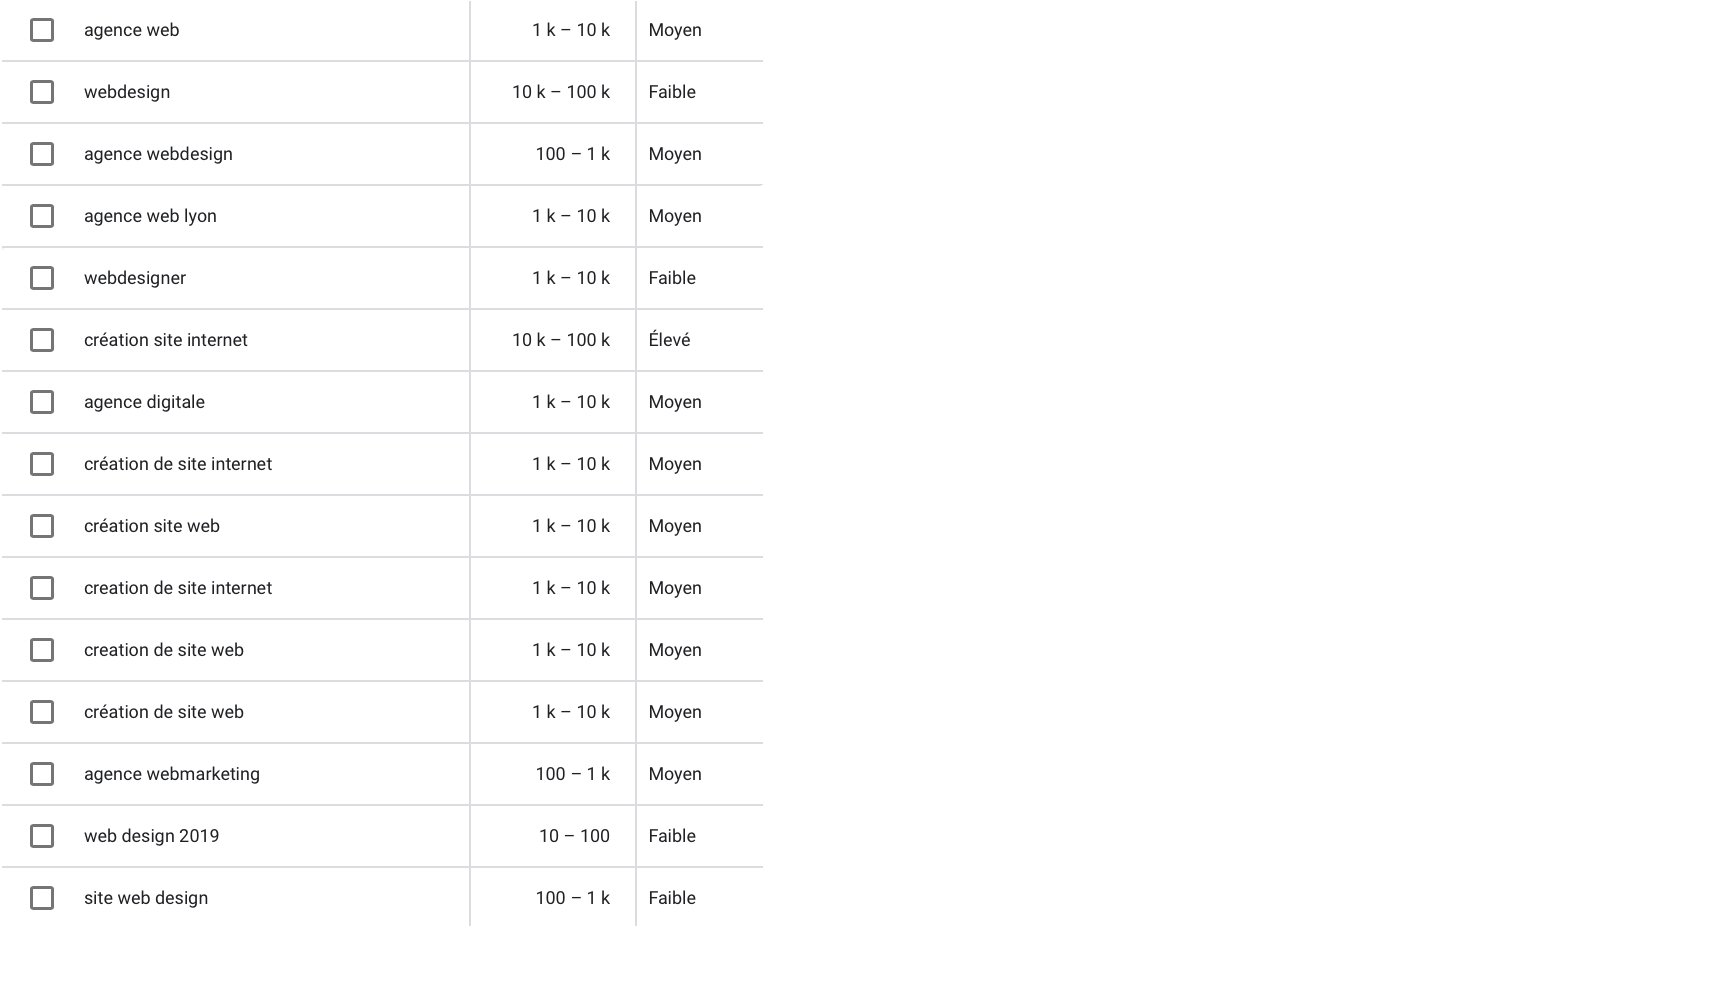 agence web 1 k – 10 k Moyen
webdesign 10 k – 100 k Faible
agence webdesign 100 – 1 k Moyen
agence web lyon 1 k – 10 k Moyen
webdesigner 1 k – 10 k Faible
création site internet 10 k – 100 k Élevé
agence digitale 1 k – 10 k Moyen
création de site internet 1 k – 10 k Moyen
création site web 1 k – 10 k Moyen
creation de site internet 1 k – 10 k Moyen
creation de site web 1 k – 10 k Moyen
création de site web 1 k – 10 k Moyen
agence webmarketing 100 – 1 k Moyen
web design 2019 10 – 100 Faible
site web design 100 – 1 k Faible